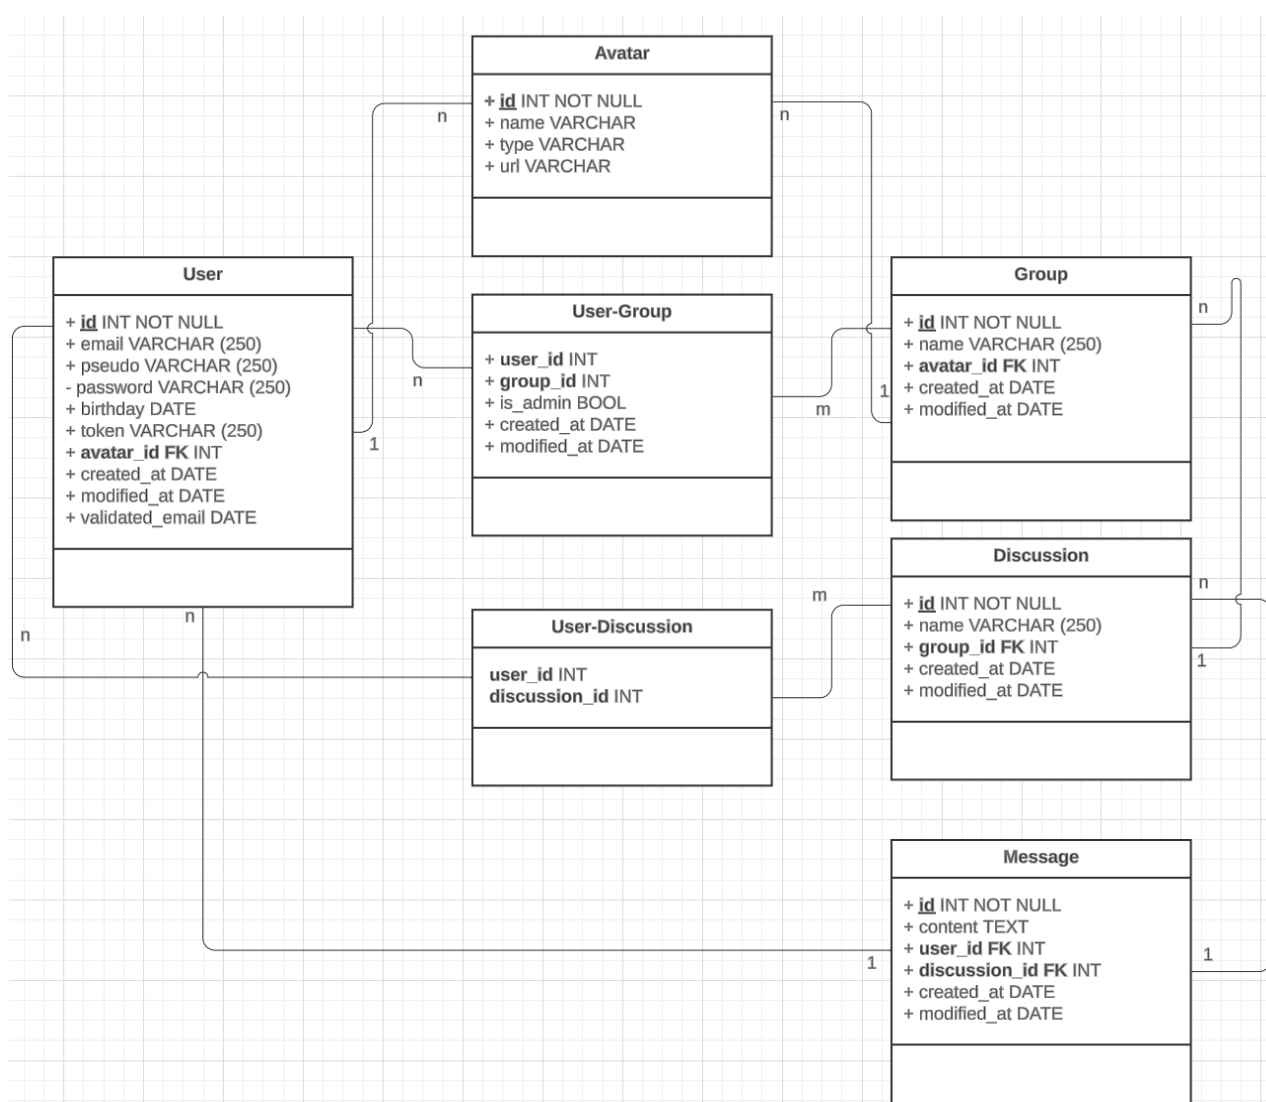 Avatar
+ id INT NOT NULL
+ name VARCHAR
+ type VARCHAR
+ url VARCHAR
n
n
User
+ id INT NOT NULL
+ email VARCHAR (250)
+ pseudo VARCHAR (250)
- password VARCHAR (250)
+ birthday DATE
+ token VARCHAR (250)
+ avatar_id FK INT
+ created_at DATE
+ modified_at DATE
+ validated_email DATE
1
n
n
n
User-Group
+ user_id INT
+ group_id INT
+ is_admin BOOL
+ created_at DATE
+ modified_at DATE
m
1
Group
+ id INT NOT NULL
+ name VARCHAR (250)
+ avatar_id FK INT
+ created_at DATE
+ modified_at DATE
n
User-Discussion
user_id INT
discussion_id INT
m
Discussion
+ id INT NOT NULL
+ name VARCHAR (250)
+ group_id FK INT
+ created_at DATE
+ modified_at DATE
n
1
Message
+ id INT NOT NULL
+ content TEXT
+ user_id FK INT
+ discussion_id FK INT
+ created_at DATE
+ modified_at DATE
1
1